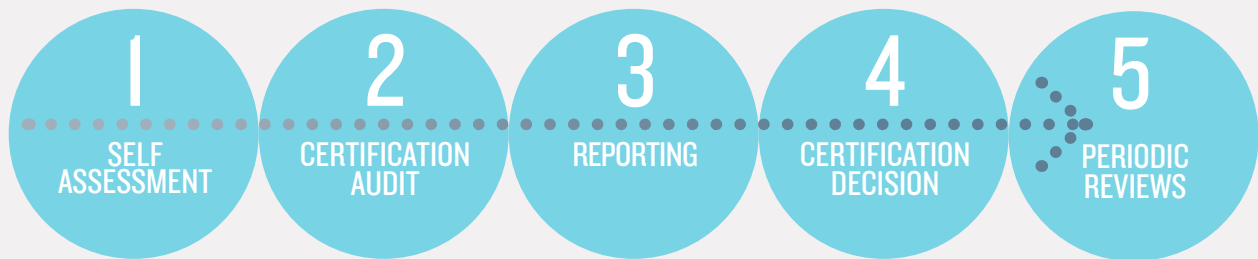 1
SELF
ASSESSMENT
2
CERTIFICATION
AUDIT
3
REPORTING
4
CERTIFICATION
DECISION
5
PERIODIC
REVIEWS